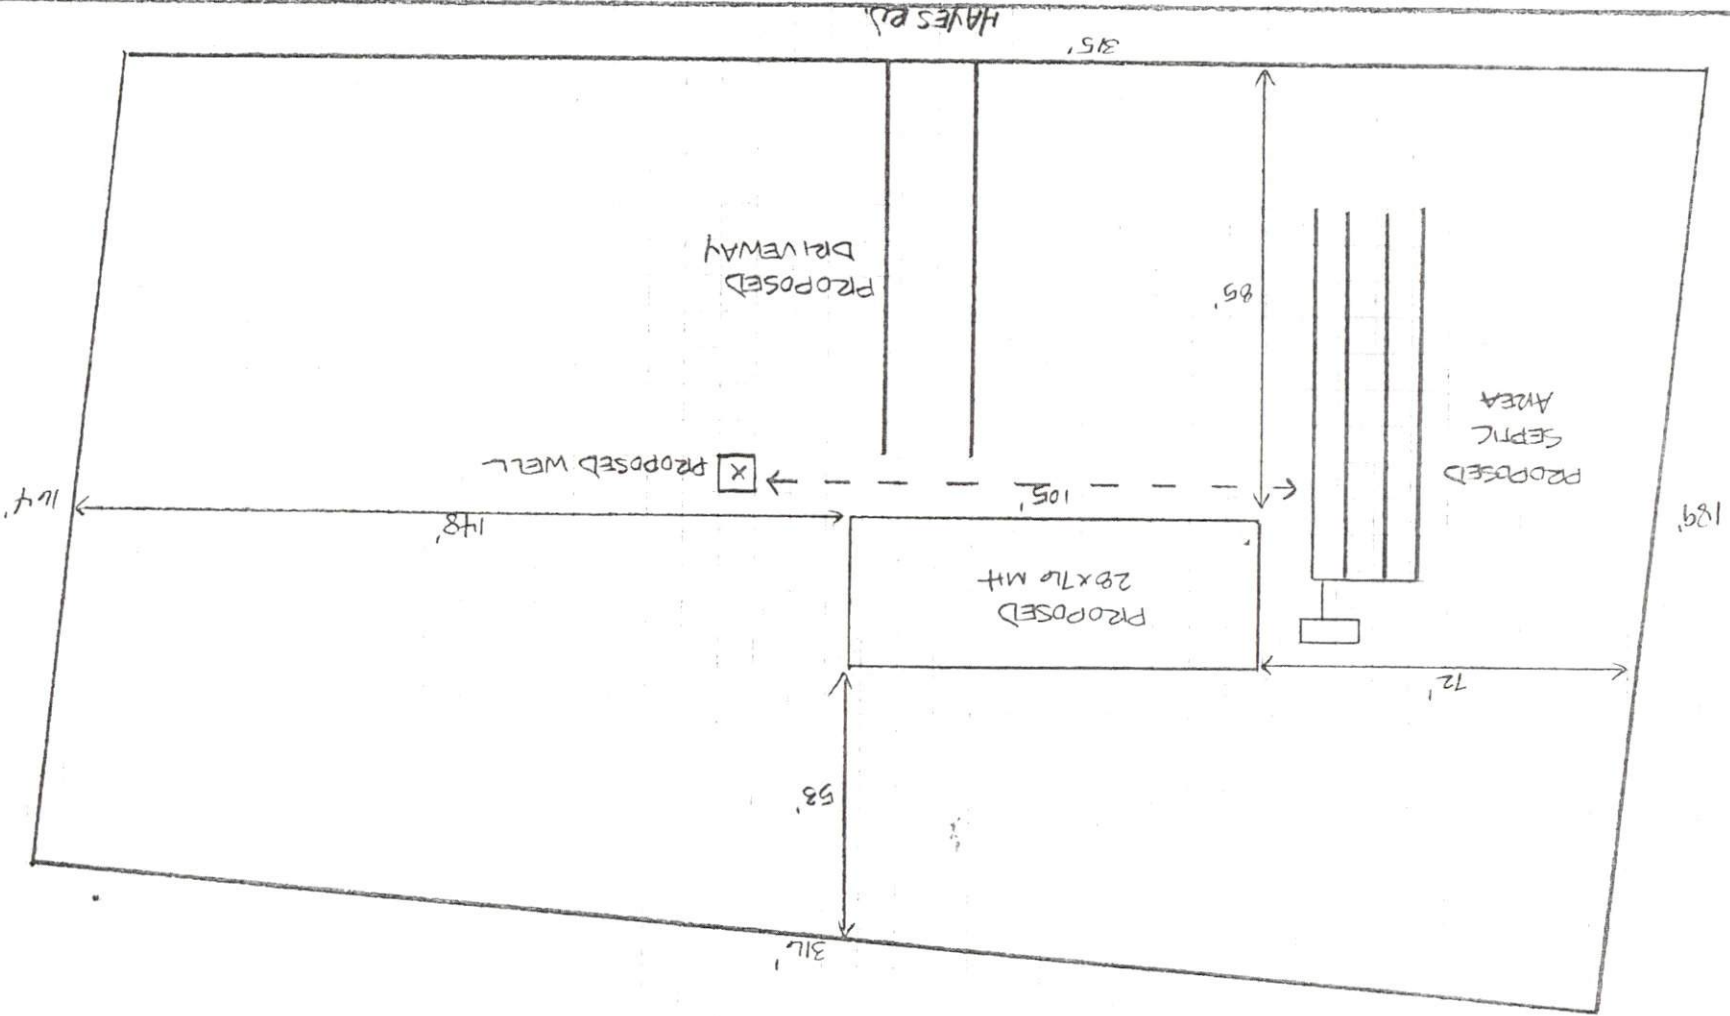 316'
53'
72'
PROPOSED
28x76 MH
189'
105'
148'
164'
X
PROPOSED WELL
PROPOSED
SEPTIC
AREA
85'
PROPOSED
DRIVEWAY
315'
HAYES RD.